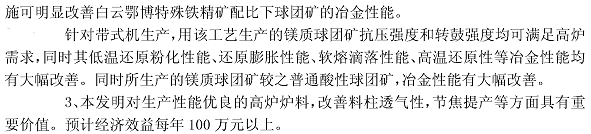 施可明显改善白云鄂博特殊铁精矿配比下球团矿的冶金性能。
针对带式机生产，用该工艺生产的镁质球团矿抗压强度和转鼓强度均可满足高炉
需求，同时其低温还原粉化性能、还原膨胀性能、软熔滴落性能、高温还原性等冶金性能均
有大幅改善。同时所生产的镁质球团矿较之普通酸性球团矿，冶金性能有大幅改善。
3、本发明对生产性能优良的高炉炉料，改善料柱透气性，节焦提产等方面具有重
要价值。预计经济效益每年 100 万元以上。